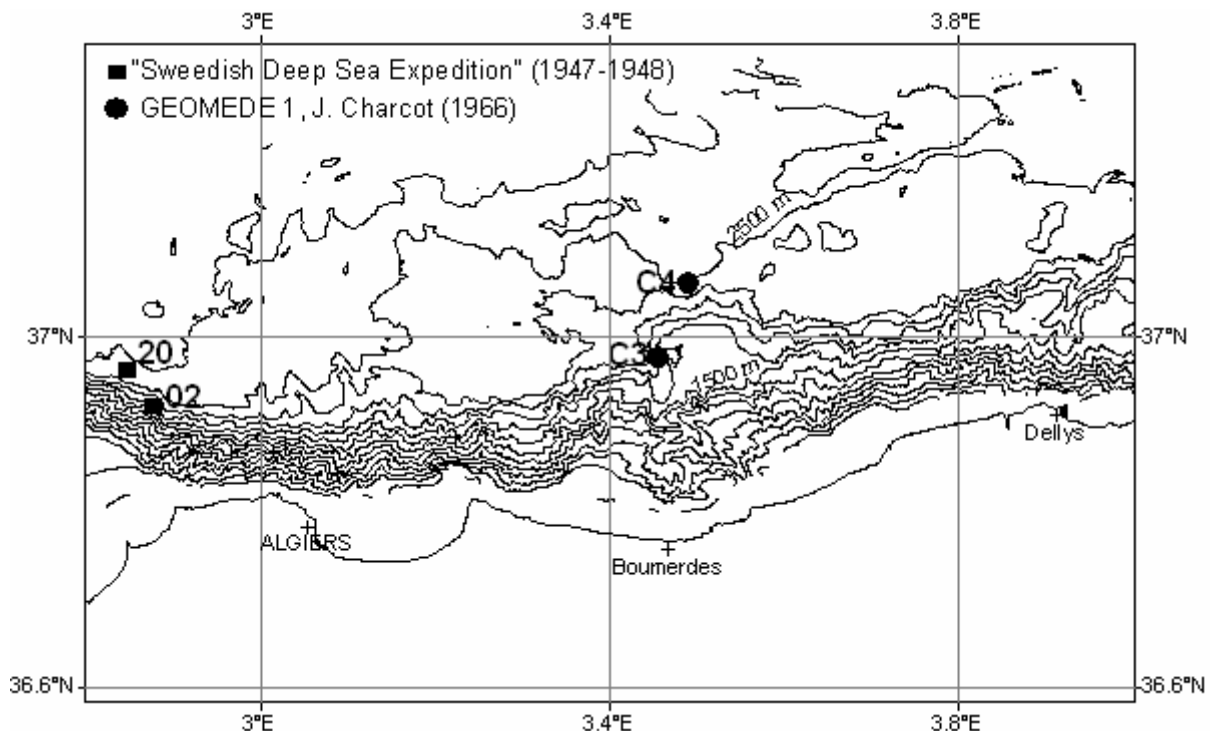 3°E 3.4°E 3.8°E
"Sweedish Deep Sea Expedition" (1947-1948)
GEOMEDE 1, J. Charcot (1966)
2500 m
C4
37°N 37°N
20
C3
1500 m
02
Dellys
ALGIERS
Boumerdes
36.6°N 36.6°N
3°E 3.4°E 3.8°E